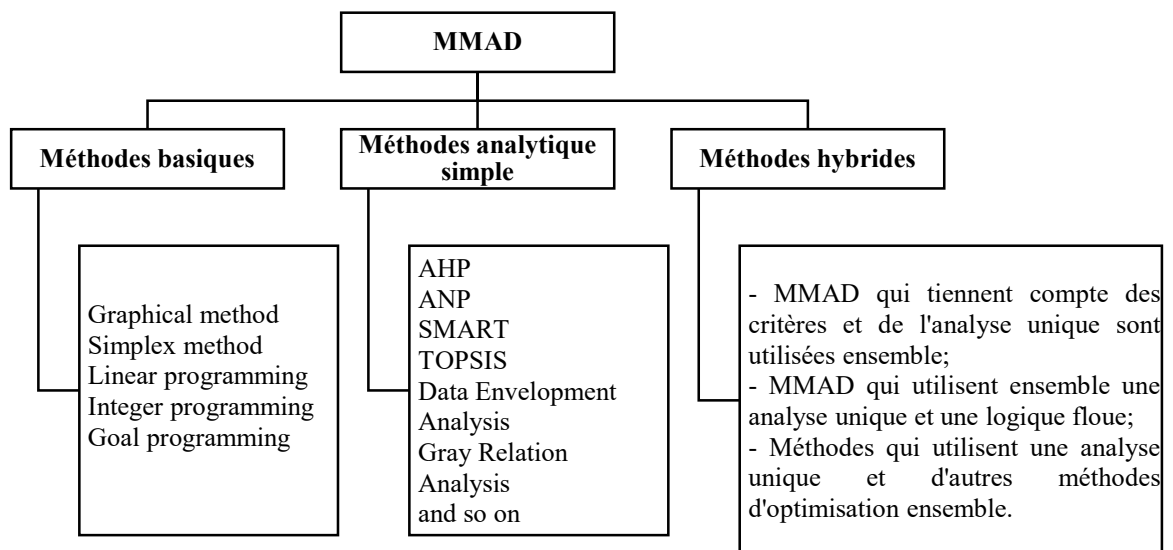 MMAD
Méthodes basiques
Méthodes analytique
simple
Méthodes hybrides
Graphical method
Simplex method
Linear programming
Integer programming
Goal programming
AHP
ANP
SMART
TOPSIS
Data Envelopment
Analysis
Gray Relation
Analysis
and so on
- MMAD qui tiennent compte des
critères et de l'analyse unique sont
utilisées ensemble;
- MMAD qui utilisent ensemble une
analyse unique et une logique floue;
- Méthodes qui utilisent une analyse
unique et d'autres méthodes
d'optimisation ensemble.